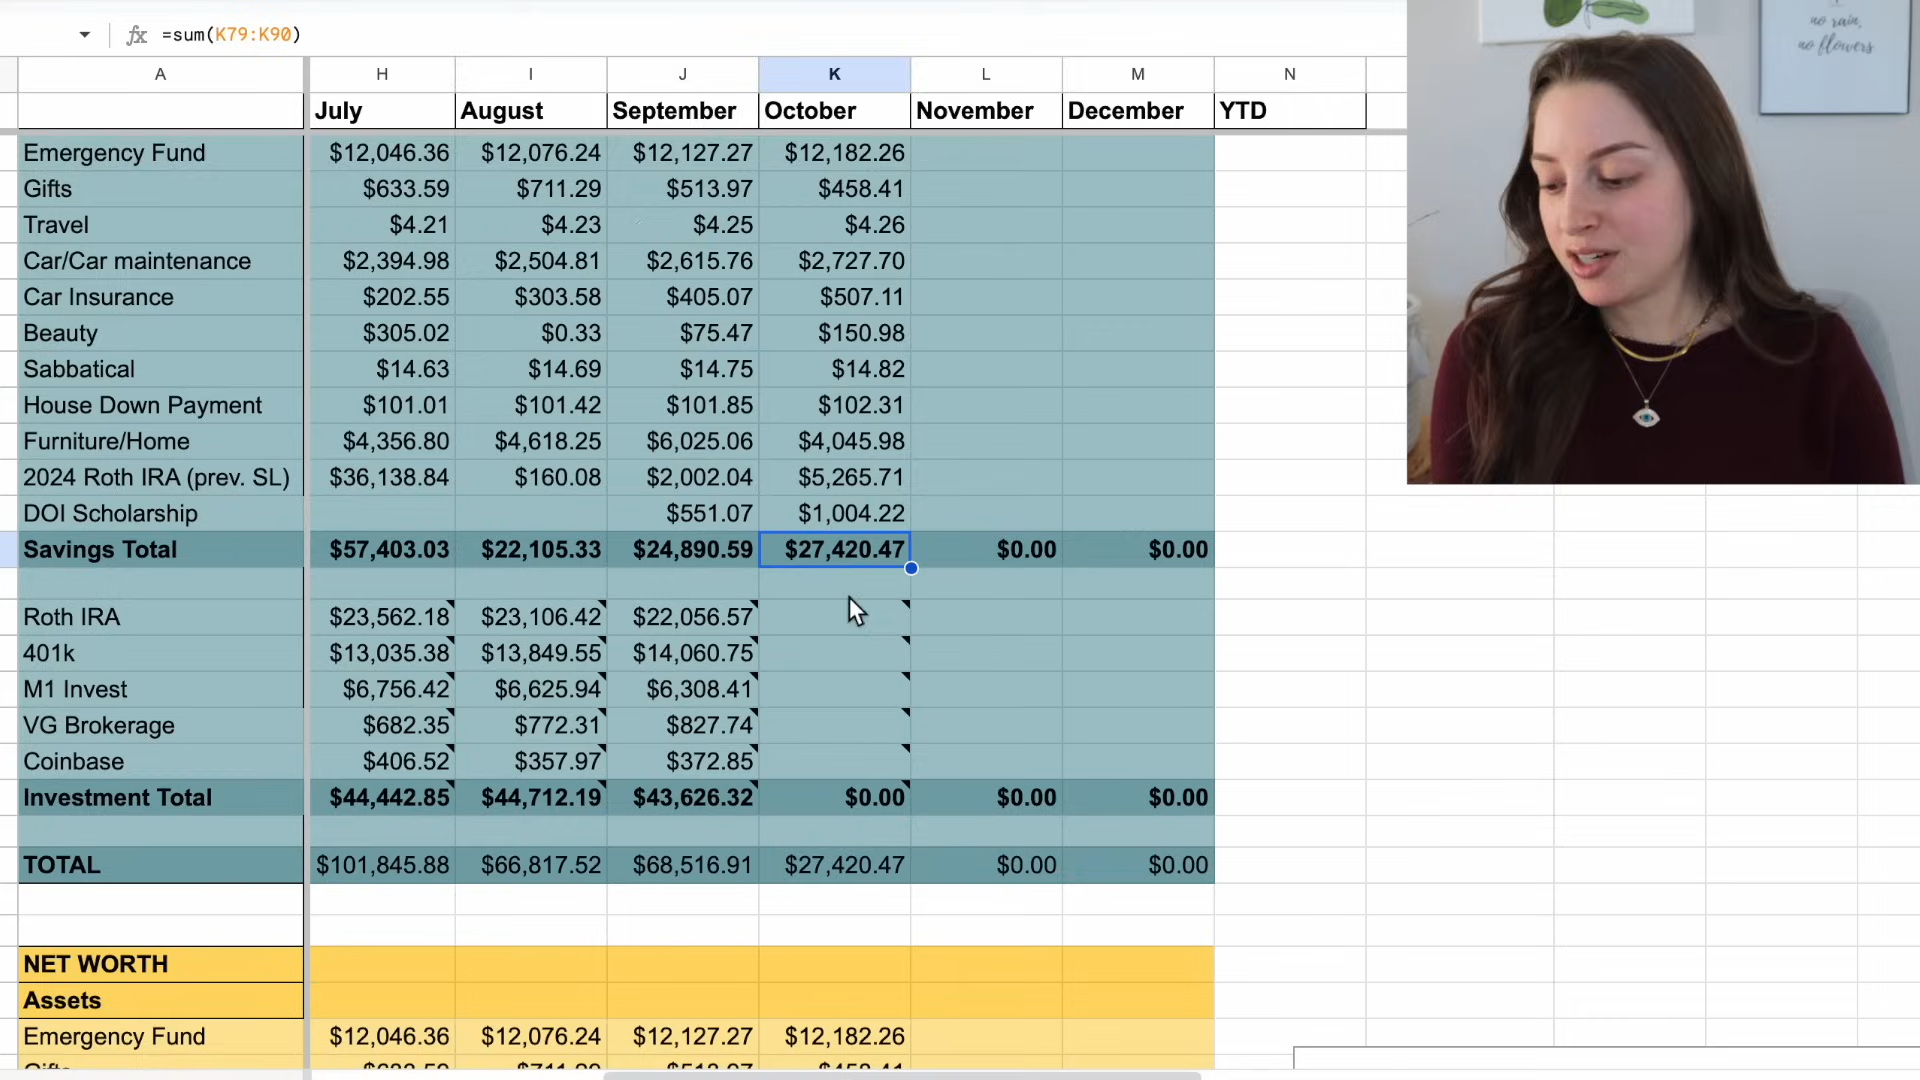 fx =sum(K79:K90)
no rain,
no flowers
A H I J K L M N
July August September October November December YTD
Emergency Fund $12,046.36 $12,076.24 $12,127.27 $12,182.26
Gifts $633.59 $711.29 $513.97 $458.41
Travel $4.21 $4.23 $4.25 $4.26
Car/Car maintenance $2,394.98 $2,504.81 $2,615.76 $2,727.70
Car Insurance $202.55 $303.58 $405.07 $507.11
Beauty $305.02 $0.33 $75.47 $150.98
Sabbatical $14.63 $14.69 $14.75 $14.82
House Down Payment $101.01 $101.42 $101.85 $102.31
Furniture/Home $4,356.80 $4,618.25 $6,025.06 $4,045.98
2024 Roth IRA (prev. SL) $36,138.84 $160.08 $2,002.04 $5,265.71
DOI Scholarship $551.07 $1,004.22
Savings Total $57,403.03 $22,105.33 $24,890.59 $27,420.47 $0.00 $0.00
Roth IRA $23,562.18 $23,106.42 $22,056.57
401k $13,035.38 $13,849.55 $14,060.75
M1 Invest $6,756.42 $6,625.94 $6,308.41
VG Brokerage $682.35 $772.31 $827.74
Coinbase $406.52 $357.97 $372.85
Investment Total $44,442.85 $44,712.19 $43,626.32 $0.00 $0.00 $0.00
TOTAL $101,845.88 $66,817.52 $68,516.91 $27,420.47 $0.00 $0.00
NET WORTH
Assets
Emergency Fund $12,046.36 $12,076.24 $12,127.27 $12,182.26